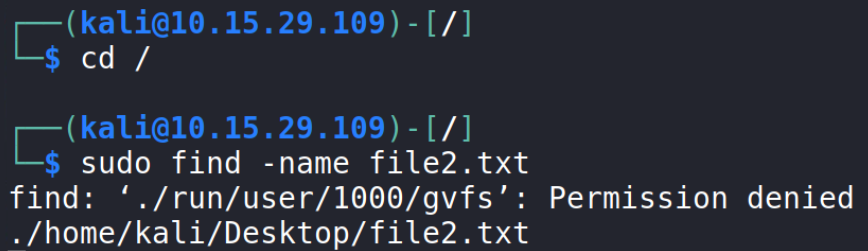 ┌──(kali@10.15.29.109)-[/]
└─$ cd /
┌──(kali@10.15.29.109)-[/]
└─$ sudo find -name file2.txt
find: ‘./run/user/1000/gvfs’: Permission denied
./home/kali/Desktop/file2.txt